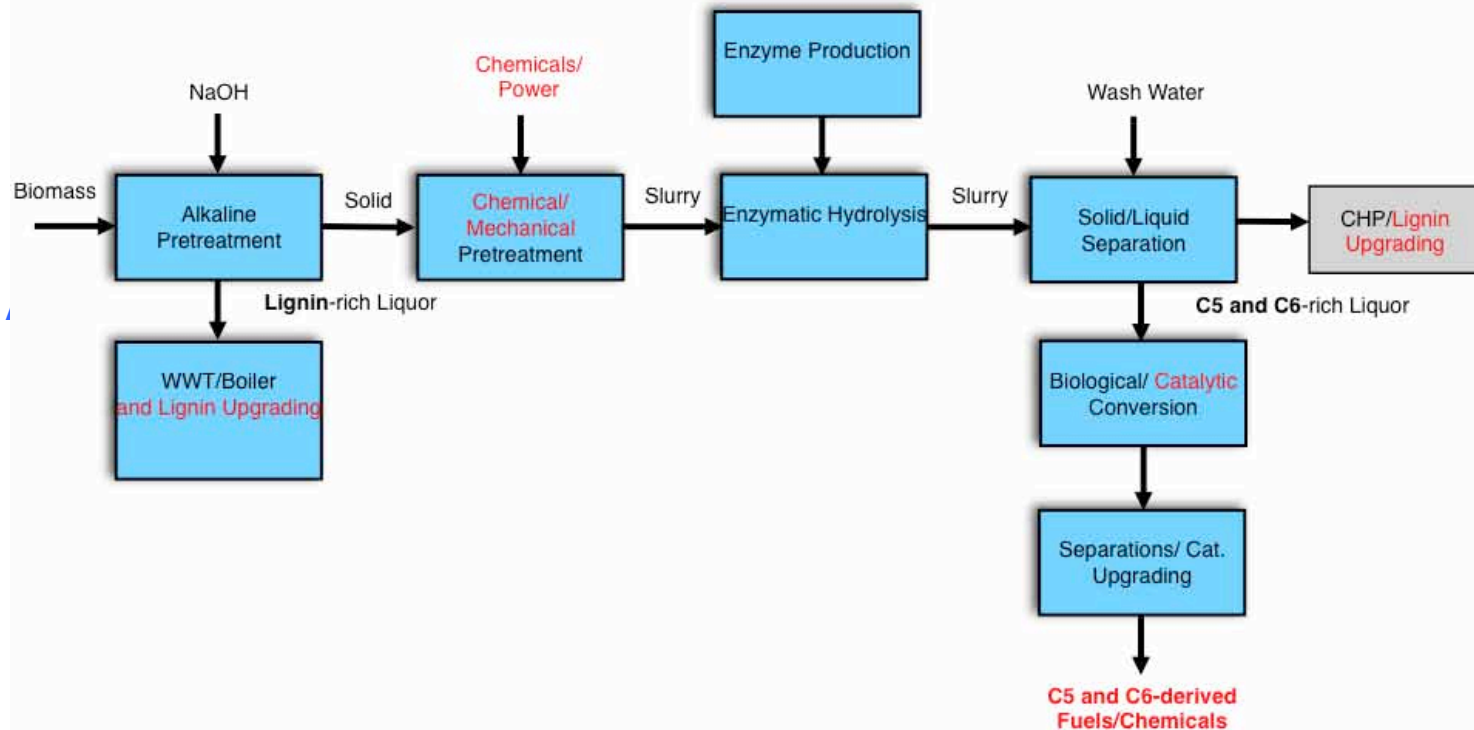 Enzyme Production
Chemicals/
Power
NaOH
Wash Water
Biomass
Alkaline
Pretreatment
Solid
Chemical/
Mechanical
Pretreatment
Slurry
Enzymatic Hydrolysis
Slurry
Solid/Liquid
Separation
CHP/Lignin
Upgrading
Lignin-rich Liquor
C5 and C6-rich Liquor
WWT/Boiler
and Lignin Upgrading
Biological/ Catalytic
Conversion
Separations/ Cat.
Upgrading
C5 and C6-derived
Fuels/Chemicals